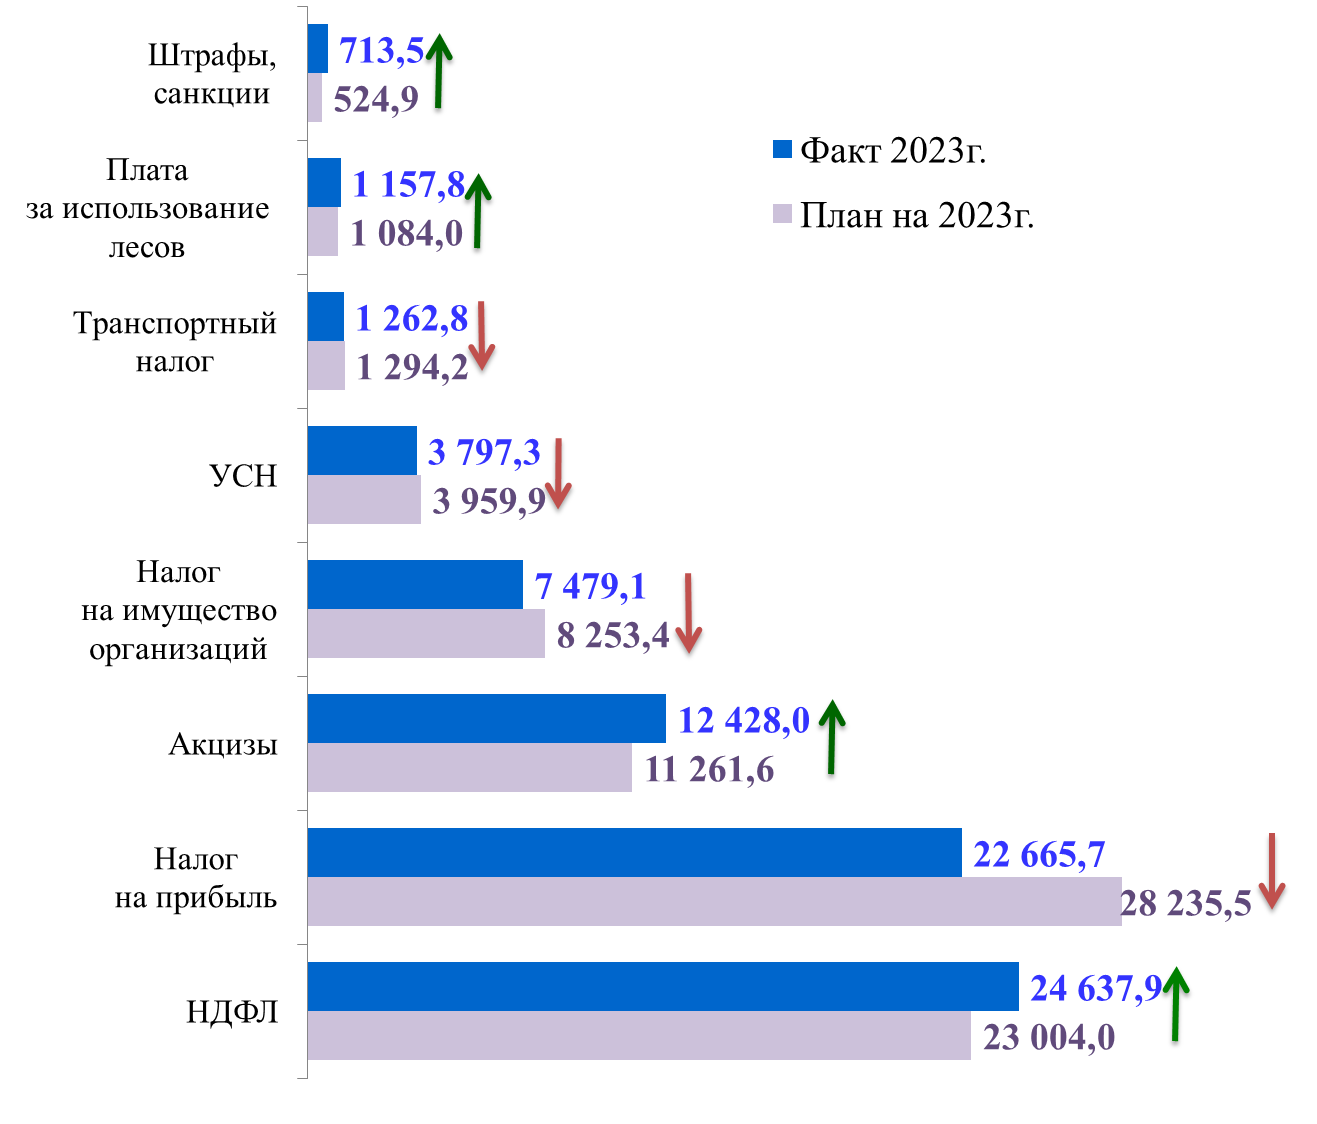 Штрафы,
санкции
713,5
524,9
Факт 2023г.
План на 2023г.
Плата
за использование
лесов
1 157,8
1 084,0
Транспортный
налог
1 262,8
1 294,2
УСН
3 797,3
3 959,9
Налог
на имущество
организаций
7 479,1
8 253,4
Акцизы
12 428,0
11 261,6
Налог
на прибыль
22 665,7
28 235,5
НДФЛ
24 637,9
23 004,0